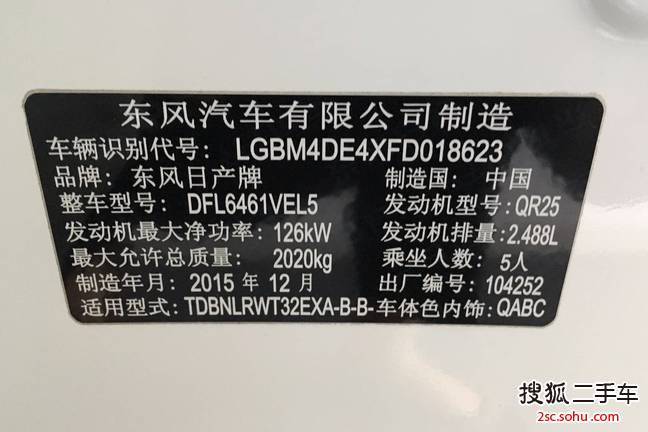 东风汽车有限公司制造
车辆识别代号: LGBM4DE4XFD018623
品牌: 东风日产牌 制造国: 中国
整车型号: DFL6461VEL5 发动机型号: QR25
发动机最大净功率: 126kW 发动机排量: 2.488L
最大允许总质量: 2020kg 乘坐人数: 5人
制造年月: 2015 年 12 月 出厂编号: 104252
适用型式: TDBNLRWT32EXA-B-B- 车体色内饰: QABC
搜狐 二手车
2sc.sohu.com